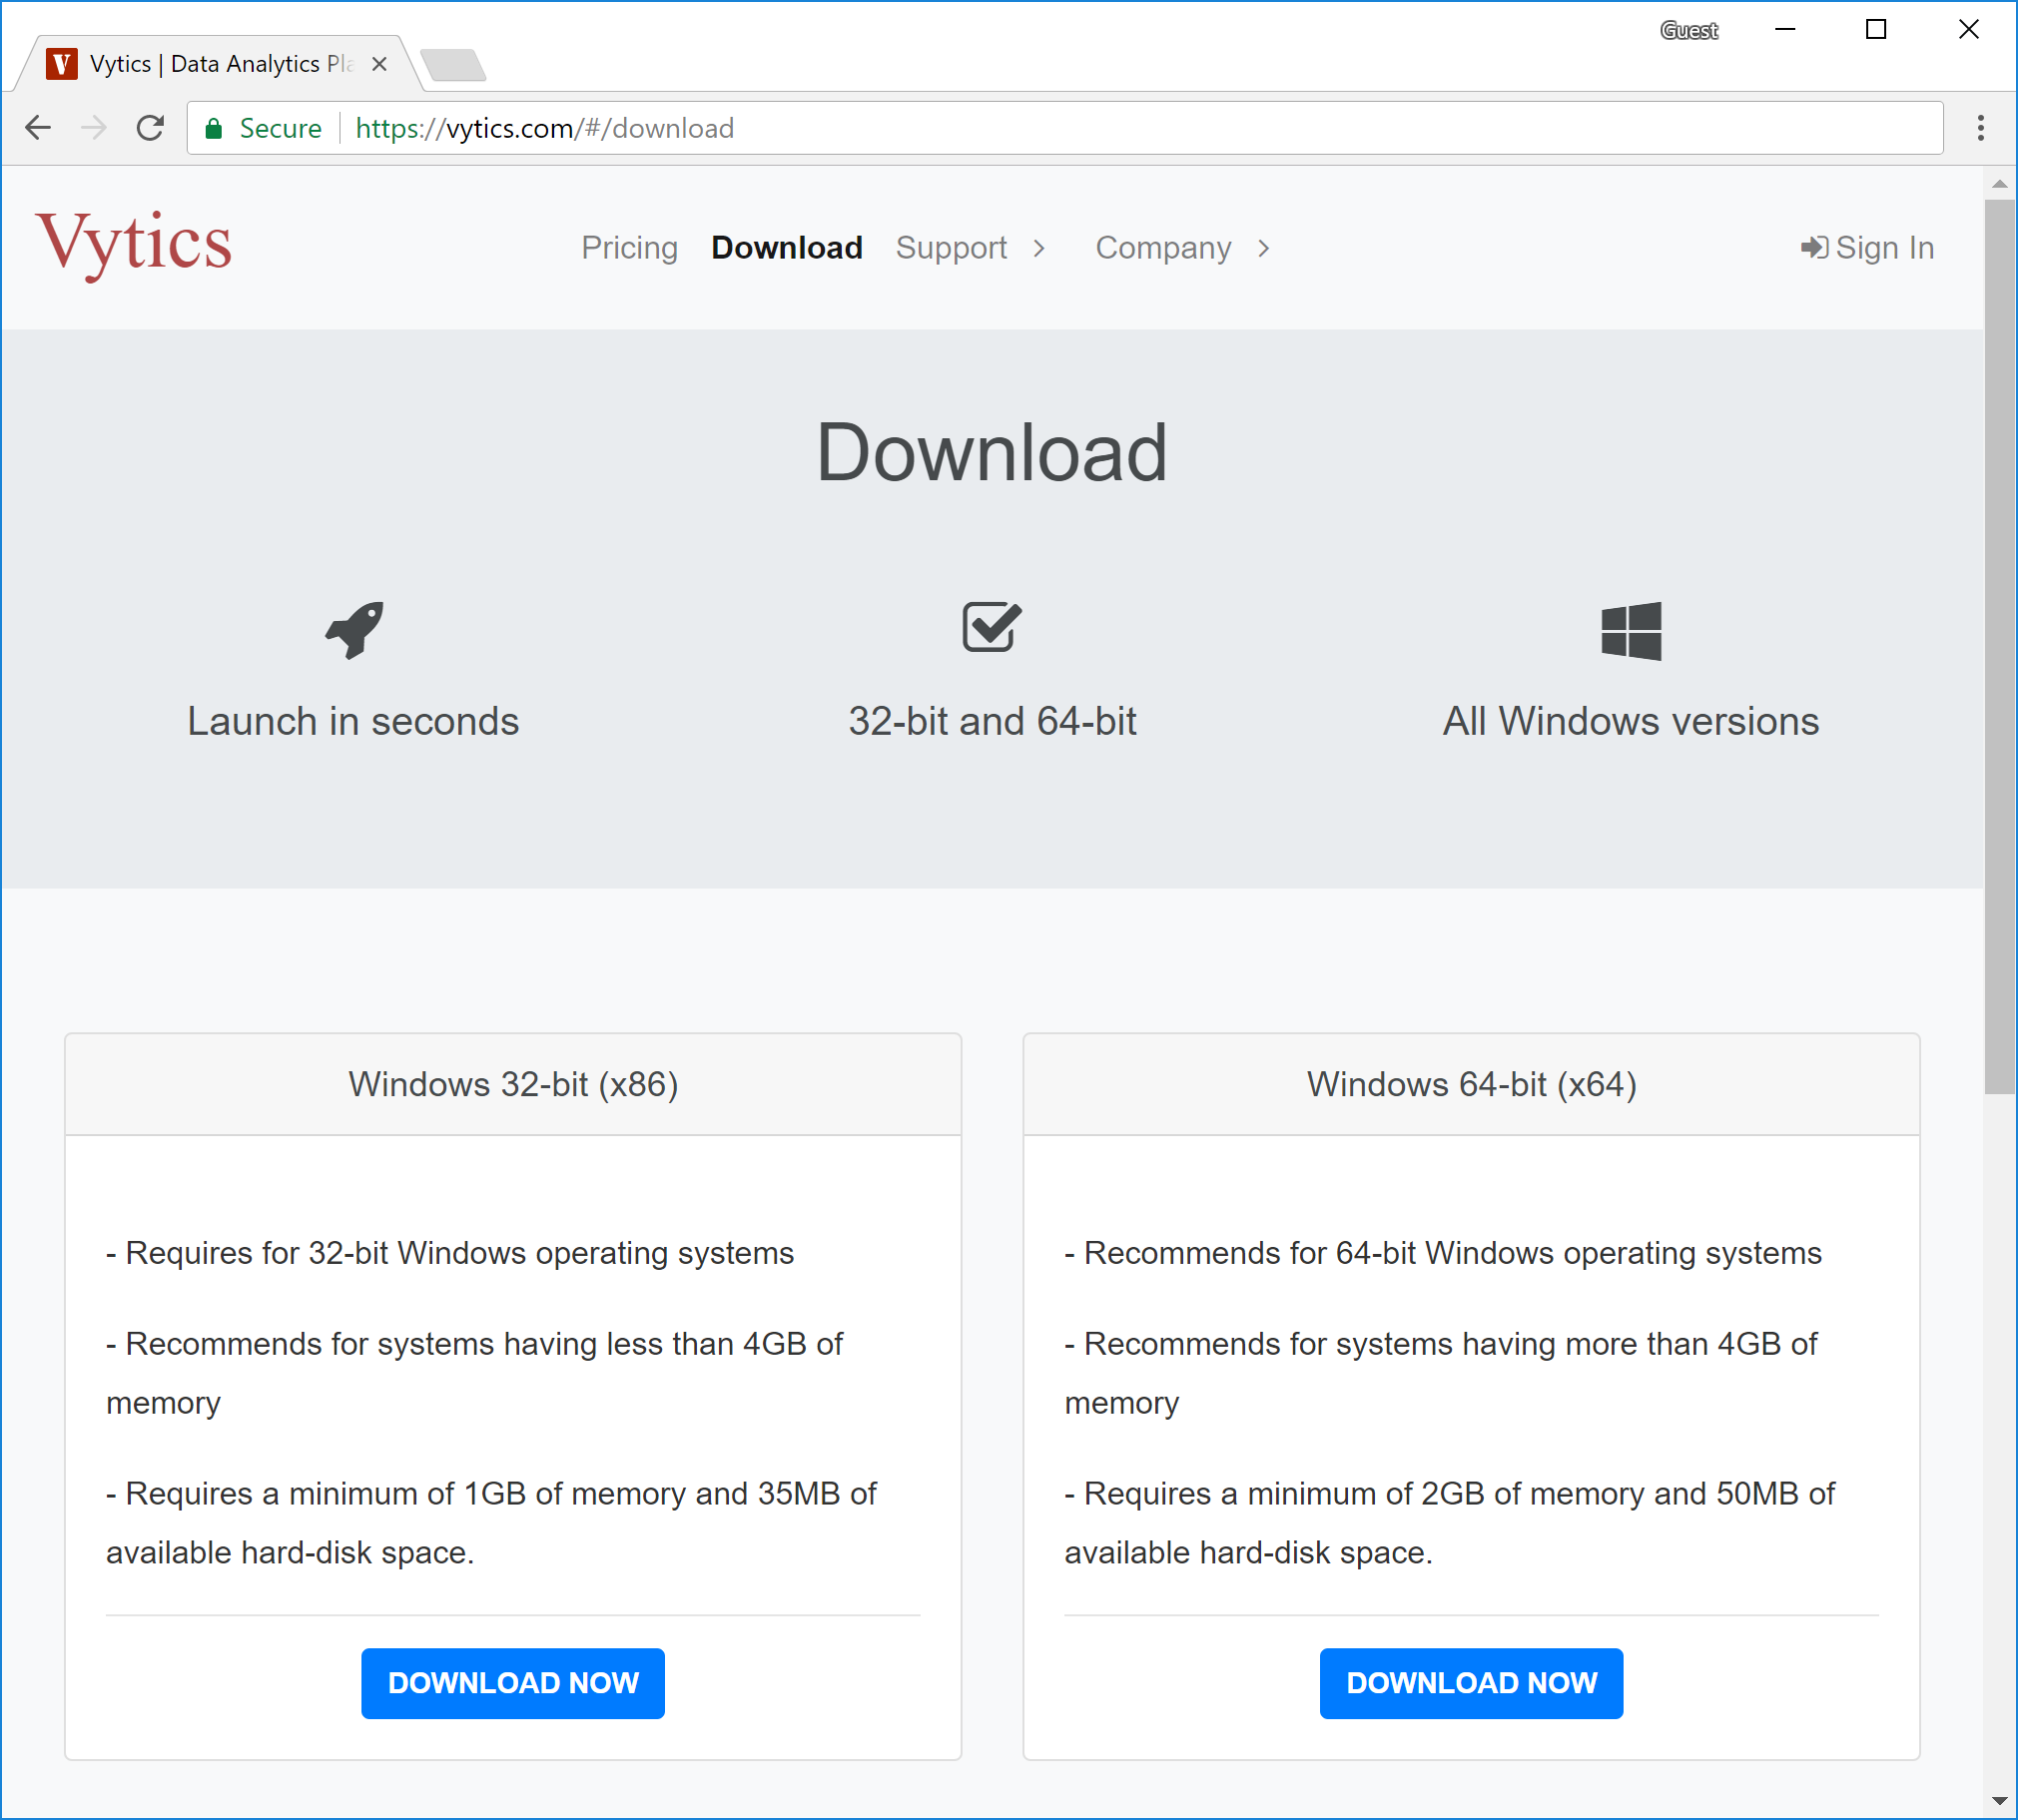 Guest
Vytics | Data Analytics Pla
Secure
https://vytics.com/#/download
Vytics
Pricing
Download
Support
Company
Sign In
Download
Launch in seconds
32-bit and 64-bit
All Windows versions
Windows 32-bit (x86)
- Requires for 32-bit Windows operating systems
- Recommends for systems having less than 4GB of
memory
- Requires a minimum of 1GB of memory and 35MB of
available hard-disk space.
DOWNLOAD NOW
Windows 64-bit (x64)
- Recommends for 64-bit Windows operating systems
- Recommends for systems having more than 4GB of
memory
- Requires a minimum of 2GB of memory and 50MB of
available hard-disk space.
DOWNLOAD NOW